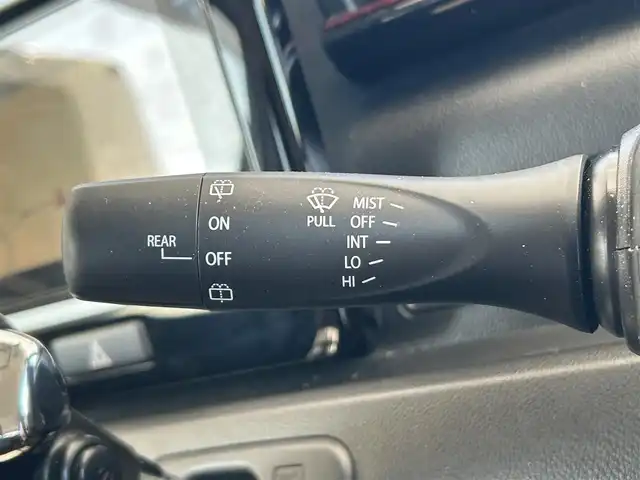 ON
REAR
OFF
PULL
MIST
OFF
INT
LO
HI